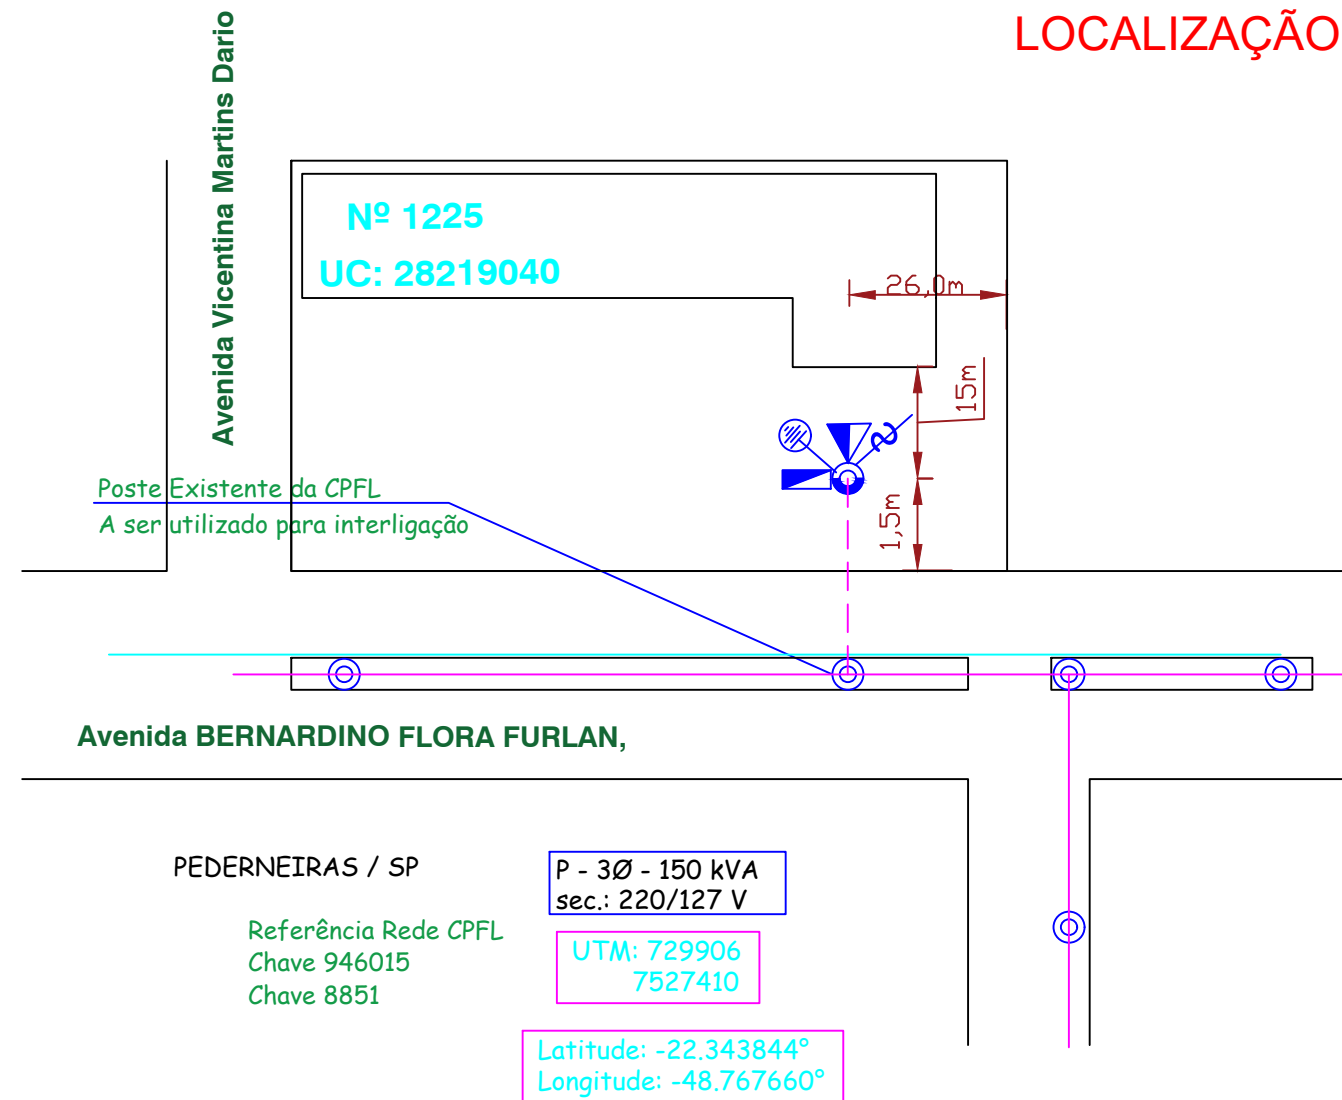 LOCALIZAÇÃO
Avenida Vicentina Martins Dario
Nº 1225
UC: 28219040
26,0m
15m
1,5m
Poste Existente da CPFL
A ser utilizado para interligação
Avenida BERNARDINO FLORA FURLAN,
PEDERNEIRAS / SP
P - 3Ø - 150 kVA
sec.: 220/127 V
Referência Rede CPFL
Chave 946015
Chave 8851
UTM: 729906
7527410
Latitude: -22.343844°
Longitude: -48.767660°